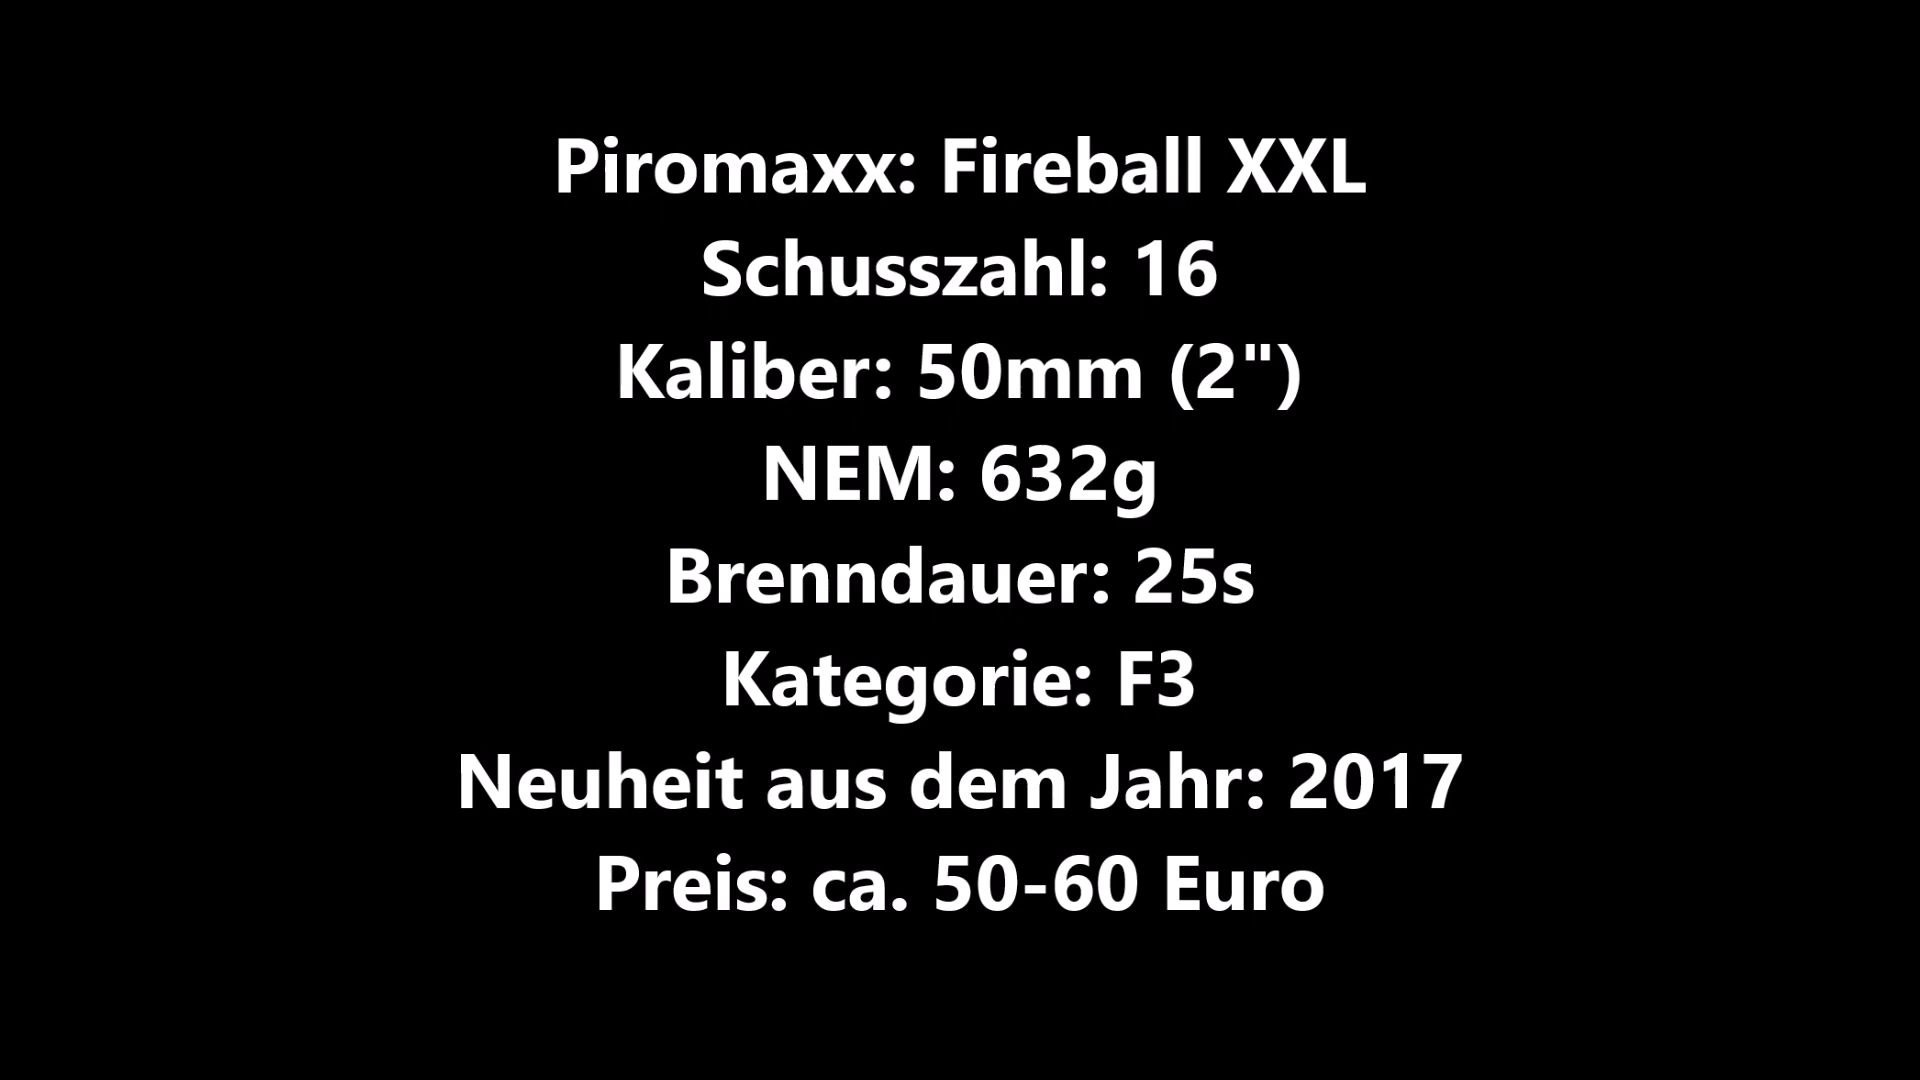 Piromaxx: Fireball XXL
Schusszahl: 16
Kaliber: 50mm (2")
NEM: 632g
Brenndauer: 25s
Kategorie: F3
Neuheit aus dem Jahr: 2017
Preis: ca. 50-60 Euro